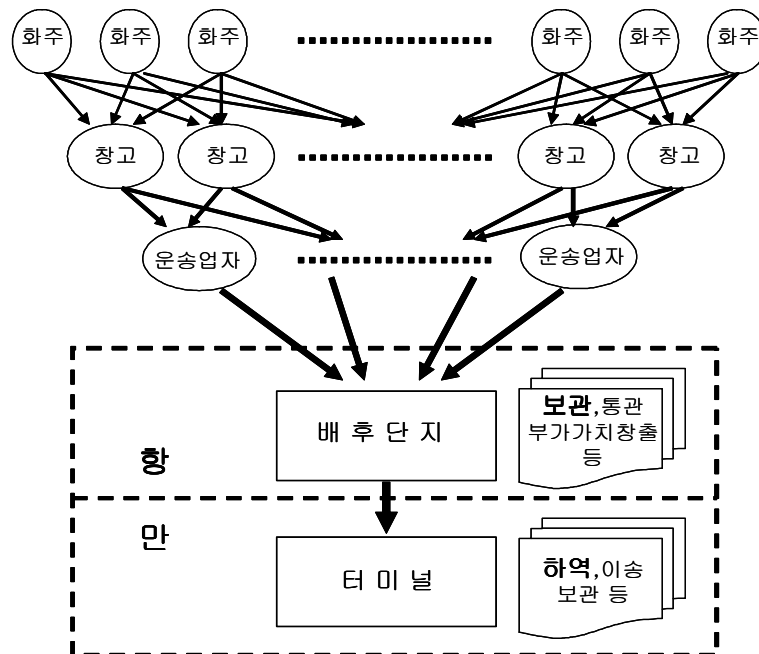 화주 화주 화주 화주 화주 화주
창고 창고 창고 창고
운송업자 운송업자
배 후 단 지
보관,통관
부가가치창출
등
항
만
터 미 널
하역,이송
보관 등